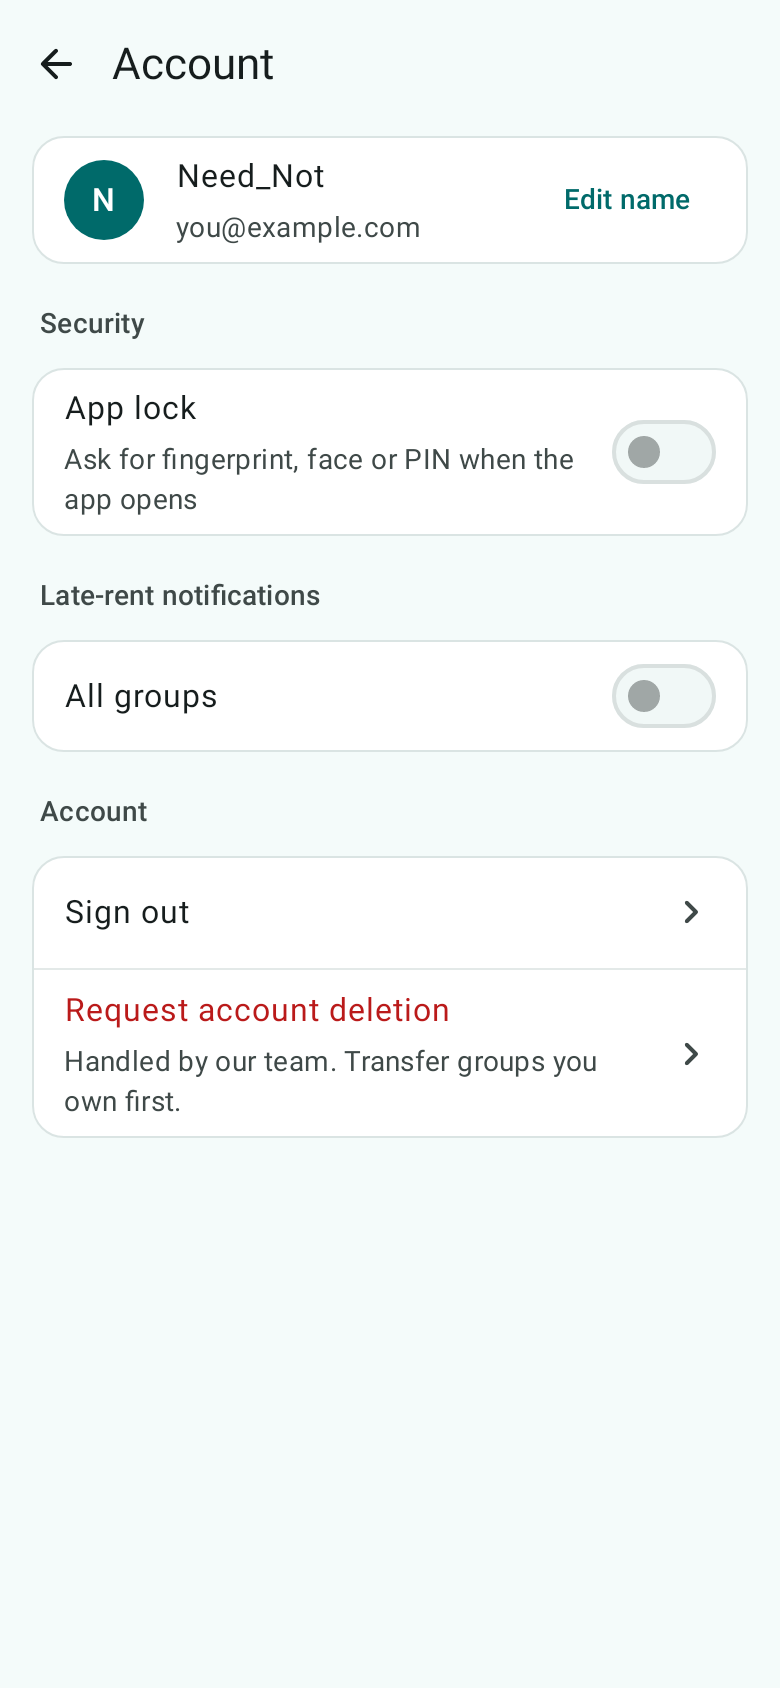 Account
N
Need_Not
you@example.com
Edit name
Security
App lock
Ask for fingerprint, face or PIN when the
app opens
Late-rent notifications
All groups
Account
Sign out
Request account deletion
Handled by our team. Transfer groups you
own first.